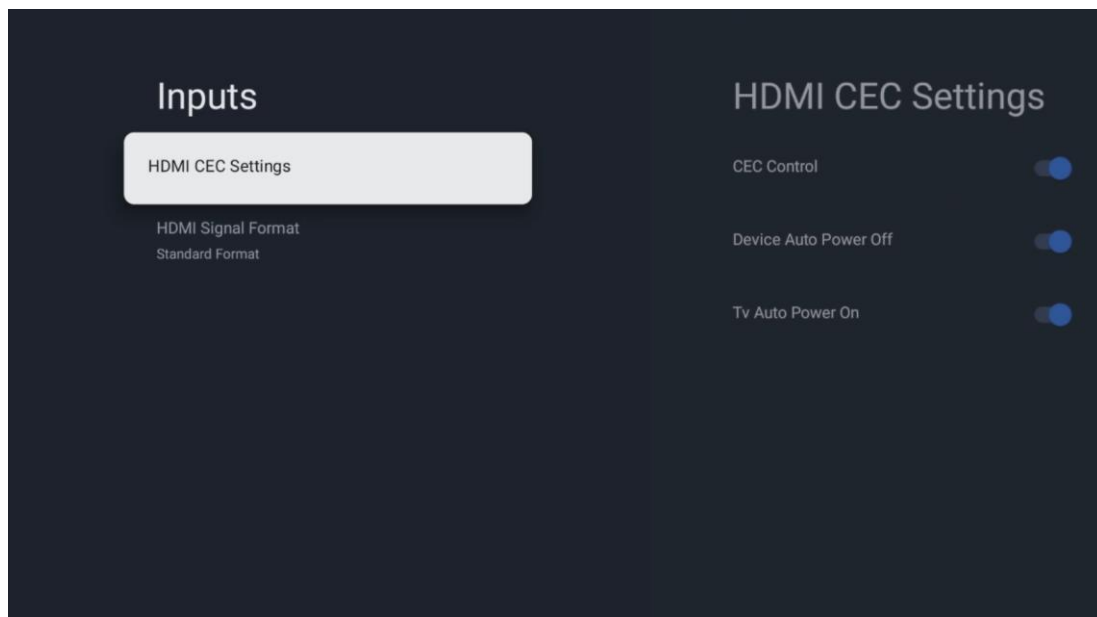 Inputs
HDMI CEC Settings
HDMI Signal Format
Standard Format
HDMI CEC Settings
CEC Control
Device Auto Power Off
Tv Auto Power On